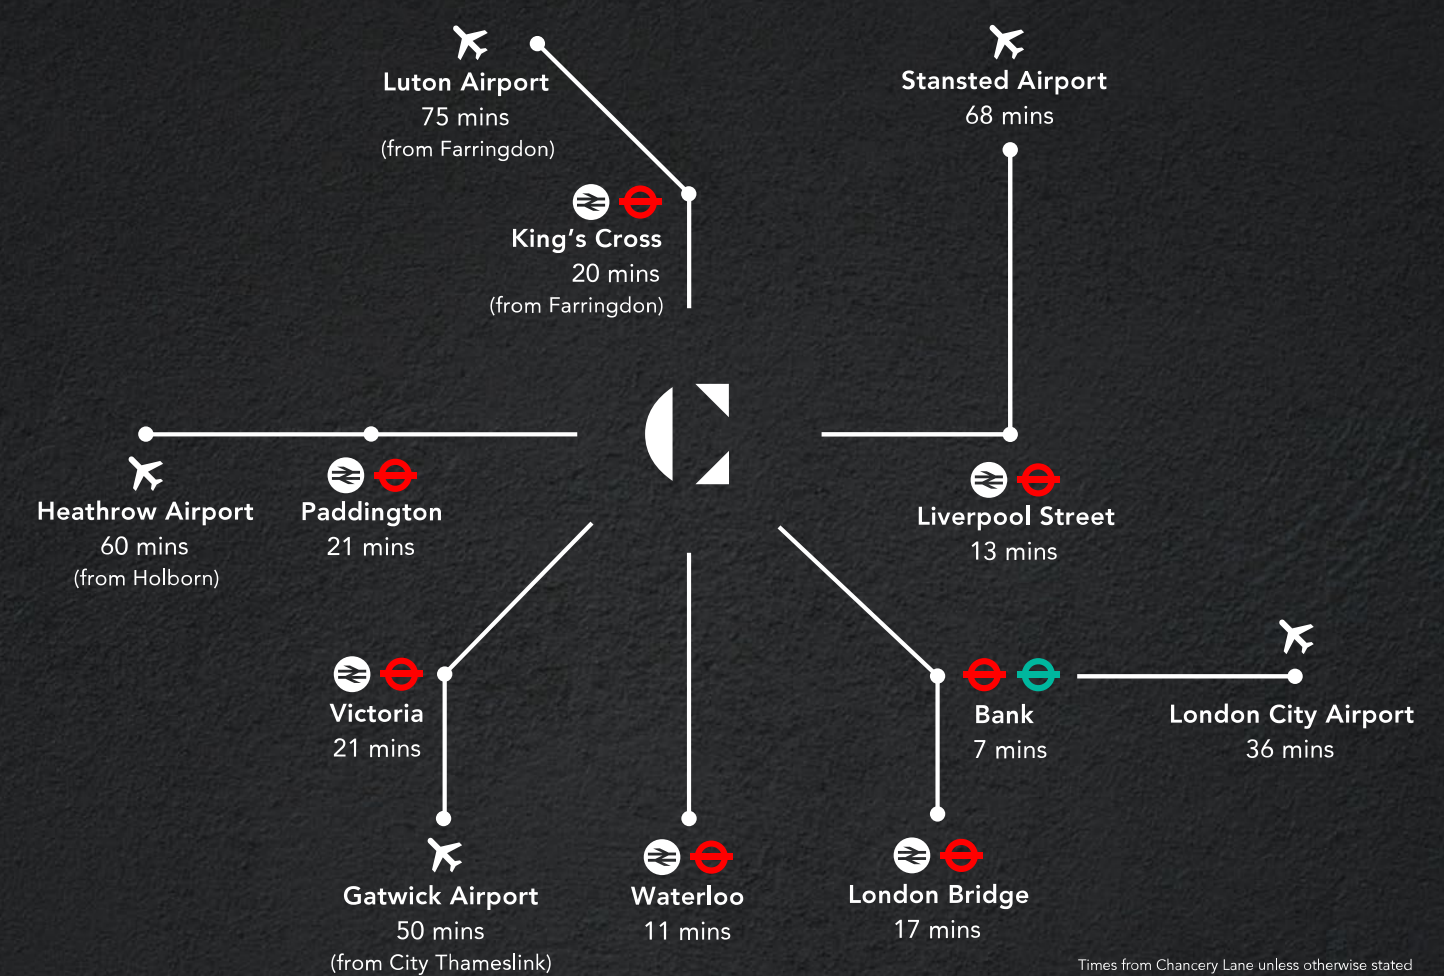 Luton Airport
75 mins
(from Farringdon)
Stansted Airport
68 mins
King's Cross
20 mins
(from Farringdon)
Heathrow Airport
60 mins
(from Holborn)
Paddington
21 mins
Liverpool Street
13 mins
Victoria
21 mins
Bank
7 mins
London City Airport
36 mins
Gatwick Airport
50 mins
(from City Thameslink)
Waterloo
11 mins
London Bridge
17 mins
Times from Chancery Lane unless otherwise stated